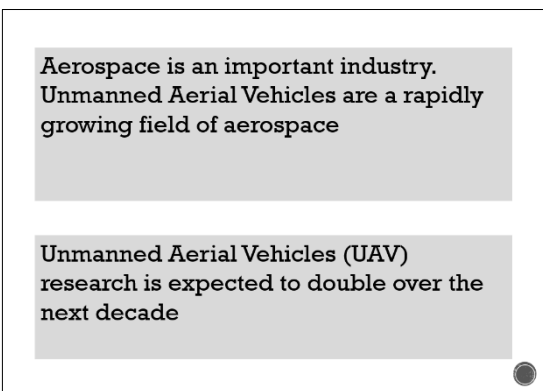 Aerospace is an important industry.
Unmanned Aerial Vehicles are a rapidly
growing field of aerospace
Unmanned Aerial Vehicles (UAV)
research is expected to double over the
next decade